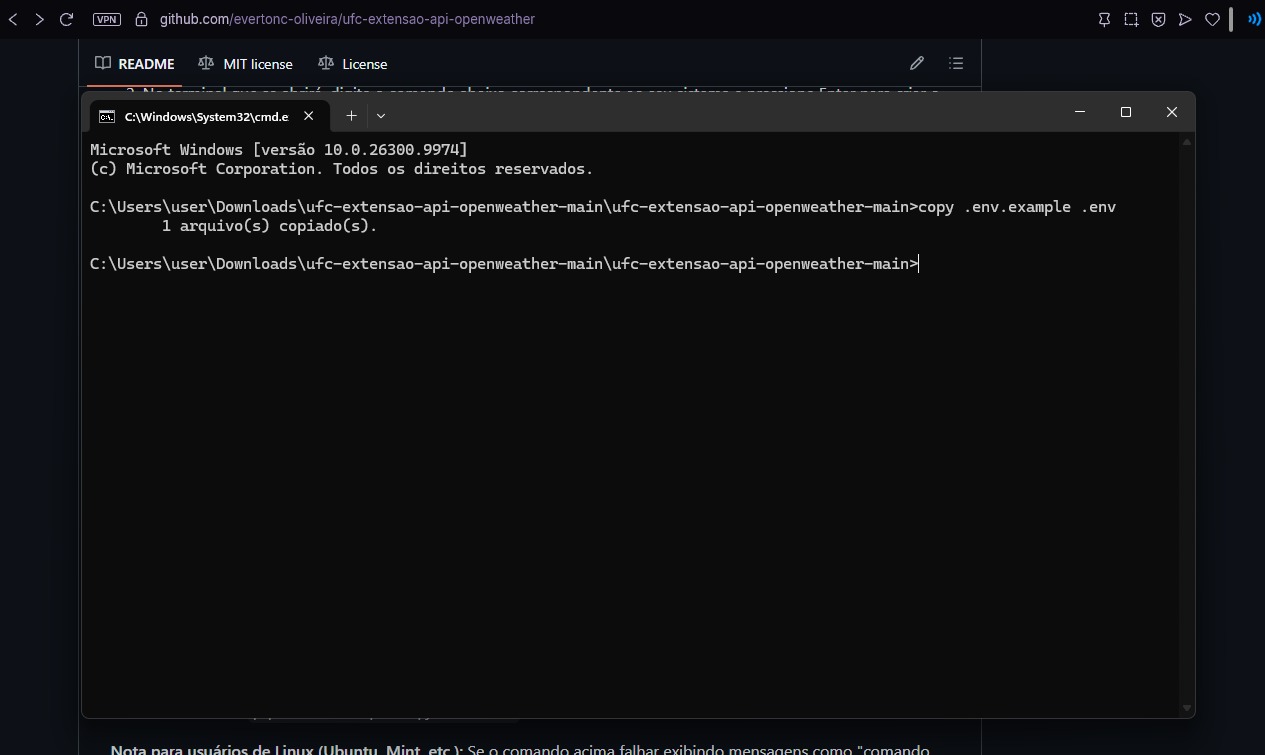 VPN github.com/evertonc-oliveira/ufc-extensao-api-openweather
README MIT license License
C:\Windows\System32\cmd.e
Microsoft Windows [versão 10.0.26300.9974]
(c) Microsoft Corporation. Todos os direitos reservados.
C:\Users\user\Downloads\ufc-extensao-api-openweather-main\ufc-extensao-api-openweather-main>copy .env.example .env
1 arquivo(s) copiado(s).
C:\Users\user\Downloads\ufc-extensao-api-openweather-main\ufc-extensao-api-openweather-main>
Nota para usuários de Linux (Ubuntu, Mint, etc.): Se o comando acima falhar exibindo mensagens como "comando